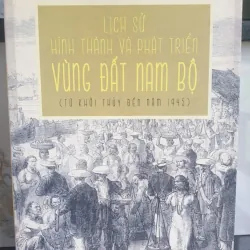 LỊCH SỬ
HÌNH THÀNH VÀ PHÁT TRIỂN
VÙNG ĐẤT NAM BỘ
(TỪ KHỞI THỦY ĐẾN NĂM 1945)